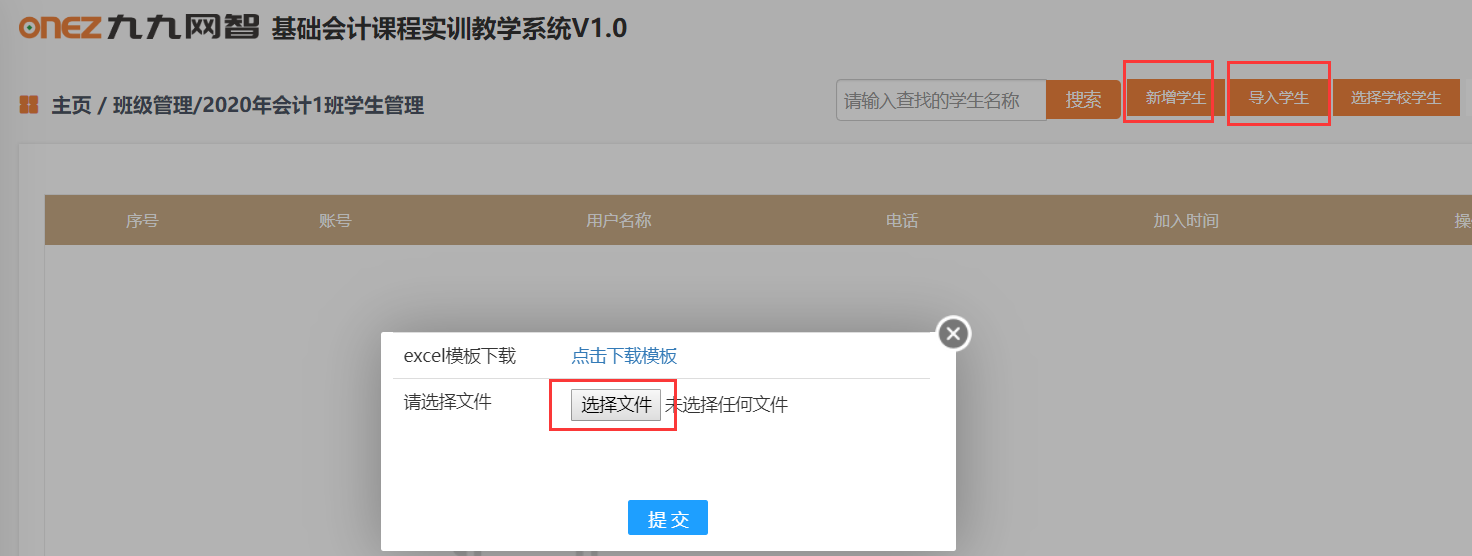 ONEZ九九网智 基础会计课程实训教学系统V1.0
主页 / 班级管理/2020年会计1班学生管理
请输入查找的学生名称 搜索 新增学生 导入学生 选择学校学生
序号 账号 用户名称 电话 加入时间
excel模板下载 点击下载模板
请选择文件 选择文件 未选择任何文件
提 交